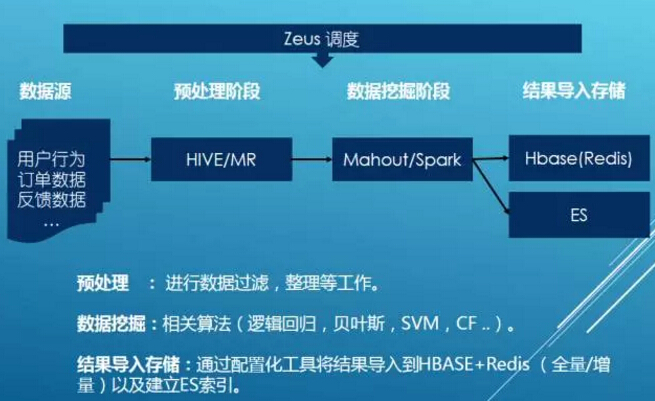 Zeus 调度
数据源
预处理阶段
数据挖掘阶段
结果导入存储
用户行为
订单数据
反馈数据
...
HIVE/MR
Mahout/Spark
Hbase(Redis)
ES
预处理 ： 进行数据过滤，整理等工作。
数据挖掘：相关算法（逻辑回归，贝叶斯，SVM，CF ..）。
结果导入存储：通过配置化工具将结果导入到HBASE+Redis （全量/增
量）以及建立ES索引。